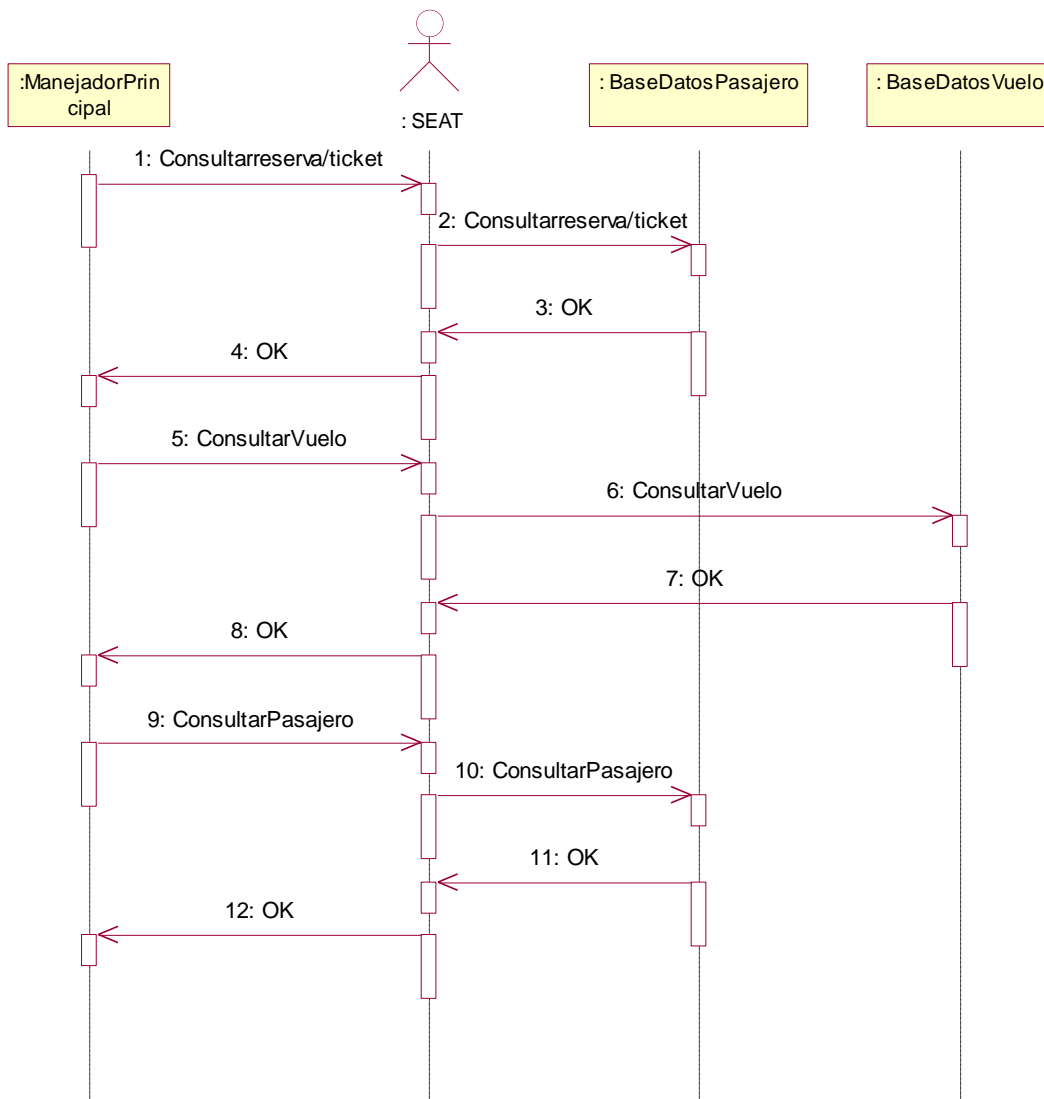 :ManejadorPrin
cipal
: SEAT
: BaseDatosPasajero
: BaseDatosVuelo
1: Consultarreserva/ticket
2: Consultarreserva/ticket
3: OK
4: OK
5: ConsultarVuelo
6: ConsultarVuelo
7: OK
8: OK
9: ConsultarPasajero
10: ConsultarPasajero
11: OK
12: OK